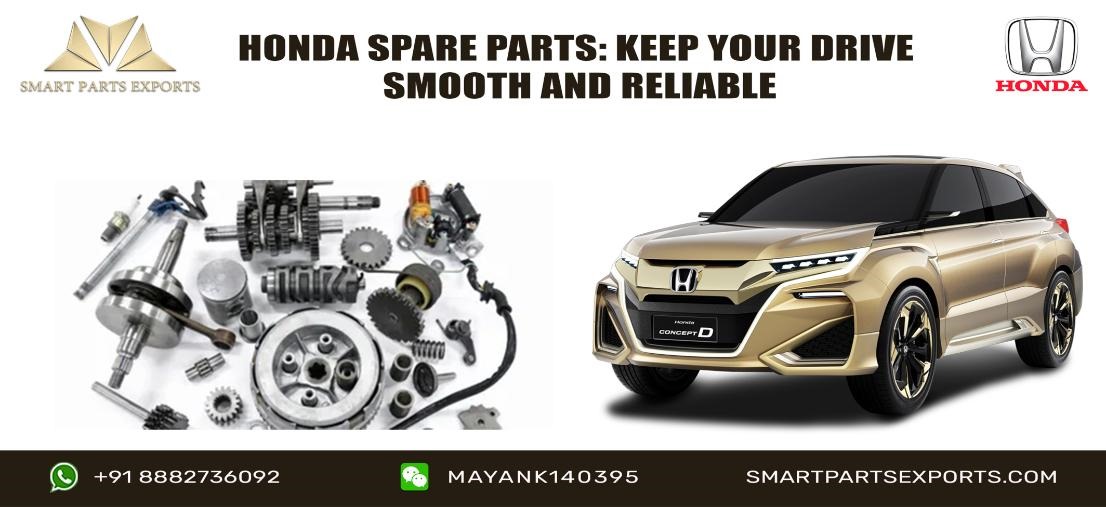 SMART PARTS EXPORTS
HONDA SPARE PARTS: KEEP YOUR DRIVE
SMOOTH AND RELIABLE
HONDA
Honda
CONCEPT D
+91 8882736092
MAYANK140395
SMARTPARTSEXPORTS.COM